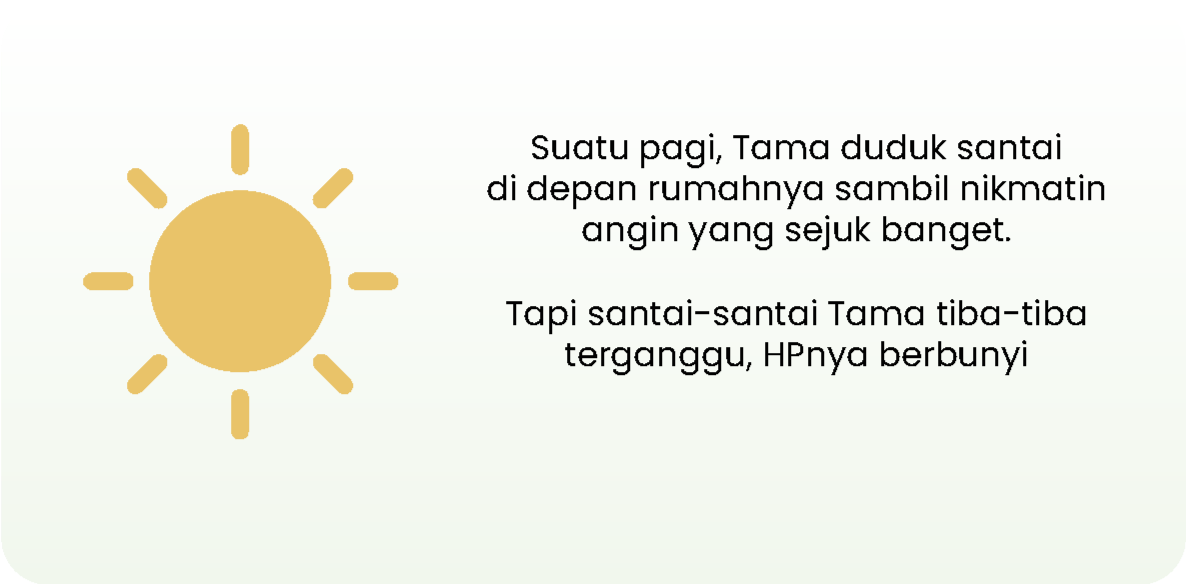 Suatu pagi, Tama duduk santai
di depan rumahnya sambil nikmatin
angin yang sejuk banget.
Tapi santai-santai Tama tiba-tiba
terganggu, HPnya berbunyi